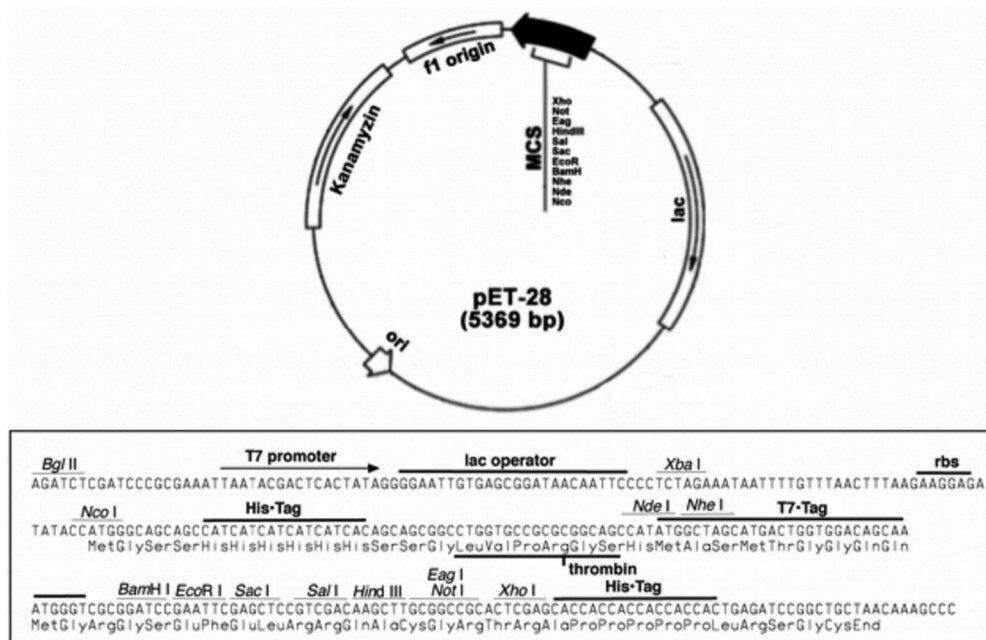 f1 origin
Kanamyzin
MCS
Xho
Not
Eag
HindIII
Sal
Sac
EcoR
BamH
Nhe
Nde
Nco
lac
pET-28
(5369 bp)
ori
Bgl II T7 promoter lac operator Xba I rbs
AGATCTCGATCCCGCGAAATTAATACGACTCACTATAGGGGAATTGTGAGCGGATAACAATTCCCCTCTAGAAATAATTTTGTTTAACTTTAAGAAGGAGA
Nco I His•Tag Nde I Nhe I T7•Tag
TATACCATGGGCAGCAGCCATCATCATCATCATCACAGCAGCGGCCTGGTGCCGCGCGGCAGCCATATGGCTAGCATGACTGGTGGACAGCAA
MetGlySerSerHisHisHisHisHisHisSerSerGlyLeuValProArgGlySerHisMetAlaSerMetThrGlyGlyGlnGln
thrombin
BamH I EcoR I Sac I Sal I Hind III Eag I Not I Xho I His•Tag
ATGGGTCGCGGATCCGAATTCGAGCTCCGTCGACAAGCTTGCGGCCGCACTCGAGCACCACCACCACCACCACTGAGATCCGGCTGCTAACAAAGCCC
MetGlyArgGlySerGluPheGluLeuArgArgGlnAlaCysGlyArgThrArgAlaProProProProProLeuArgSerGlyCysEnd